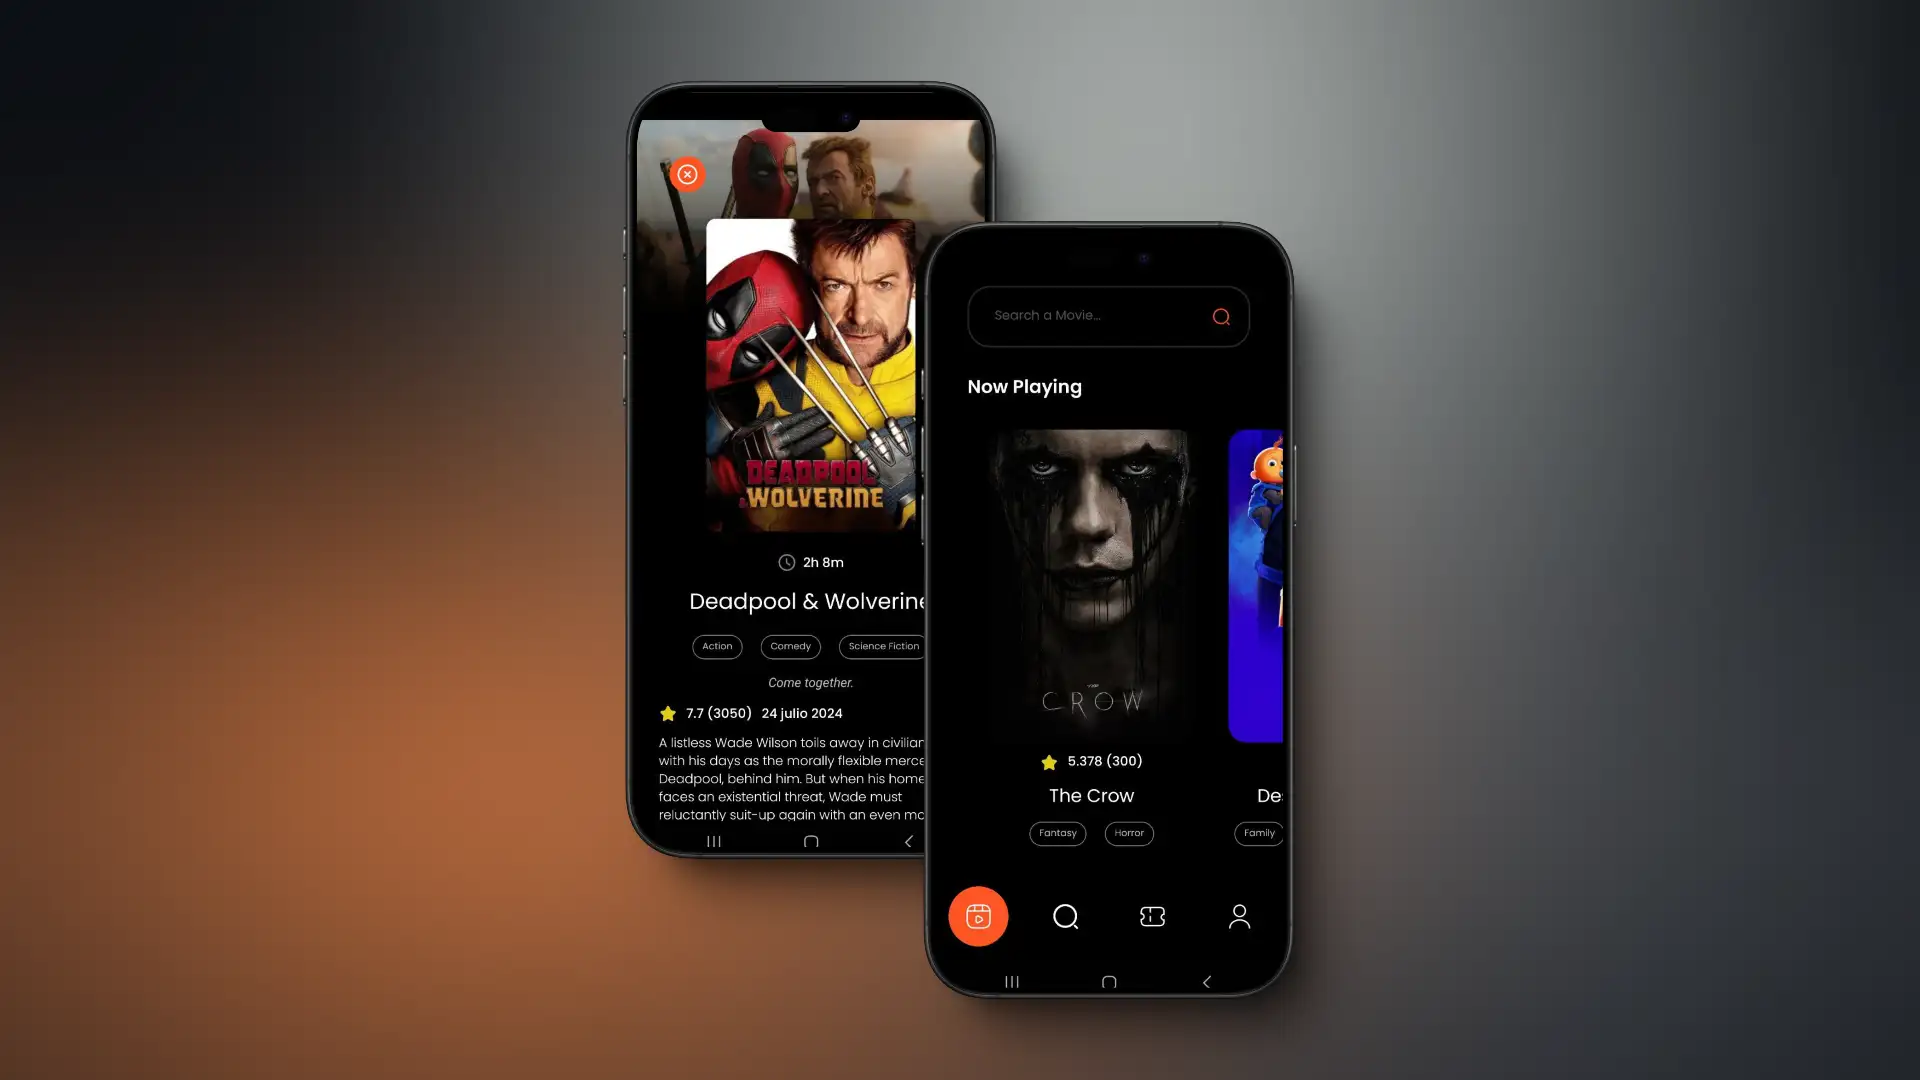 DEADPOOL
& WOLVERINE
2h 8m
Deadpool & Wolverine
Action Comedy Science Fiction
Come together.
7.7 (3050) 24 julio 2024
A listless Wade Wilson toils away in civilian
with his days as the morally flexible
Deadpool, behind him. But when his home
faces an existential threat, Wade must
reluctantly suit-up again with an even
Search a Movie...
Now Playing
CROW
5.378 (300)
The Crow
Fantasy Horror
Family